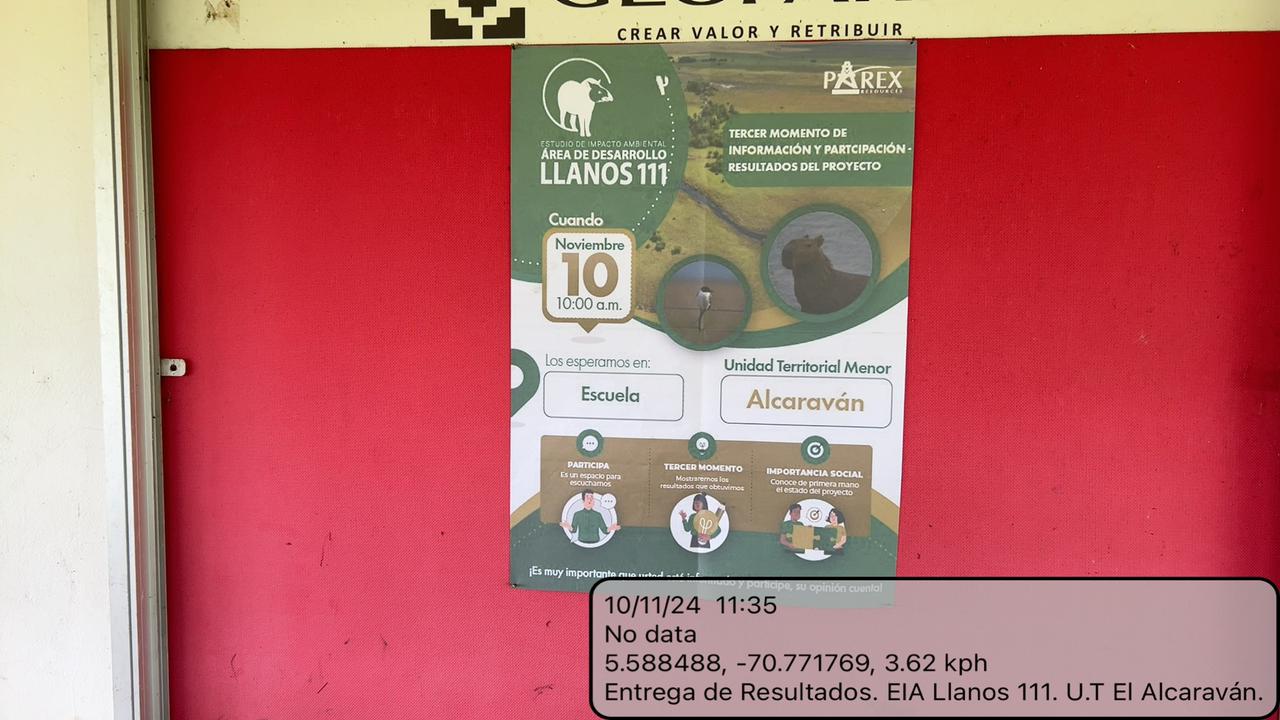 CREAR VALOR Y RETRIBUIR
PAREX
RESOURCES
ESTUDIO DE IMPACTO AMBIENTAL
ÁREA DE DESARROLLO
LLANOS 111
TERCER MOMENTO DE
INFORMACIÓN Y PARTCIPACIÓN -
RESULTADOS DEL PROYECTO
Cuando
Noviembre
10
10:00 a.m.
Los esperamos en:
Escuela
Unidad Territorial Menor
Alcaraván
PARTICIPA
Es un espacio para
escucharnos
TERCER MOMENTO
Mostraremos los
resultados que obtuvimos
IMPORTANCIA SOCIAL
Conoce de primera mano
el estado del proyecto
¡Es muy importante que usted esté informado y participe, su opinión cuenta!
10/11/24 11:35
No data
5.588488, -70.771769, 3.62 kph
Entrega de Resultados. EIA Llanos 111. U.T El Alcaraván.